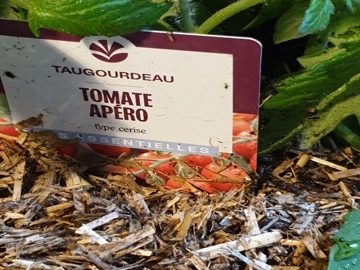 TAUGOURDEAU
TOMATE
APÉRO
type cerise
S ESSENTIELLES